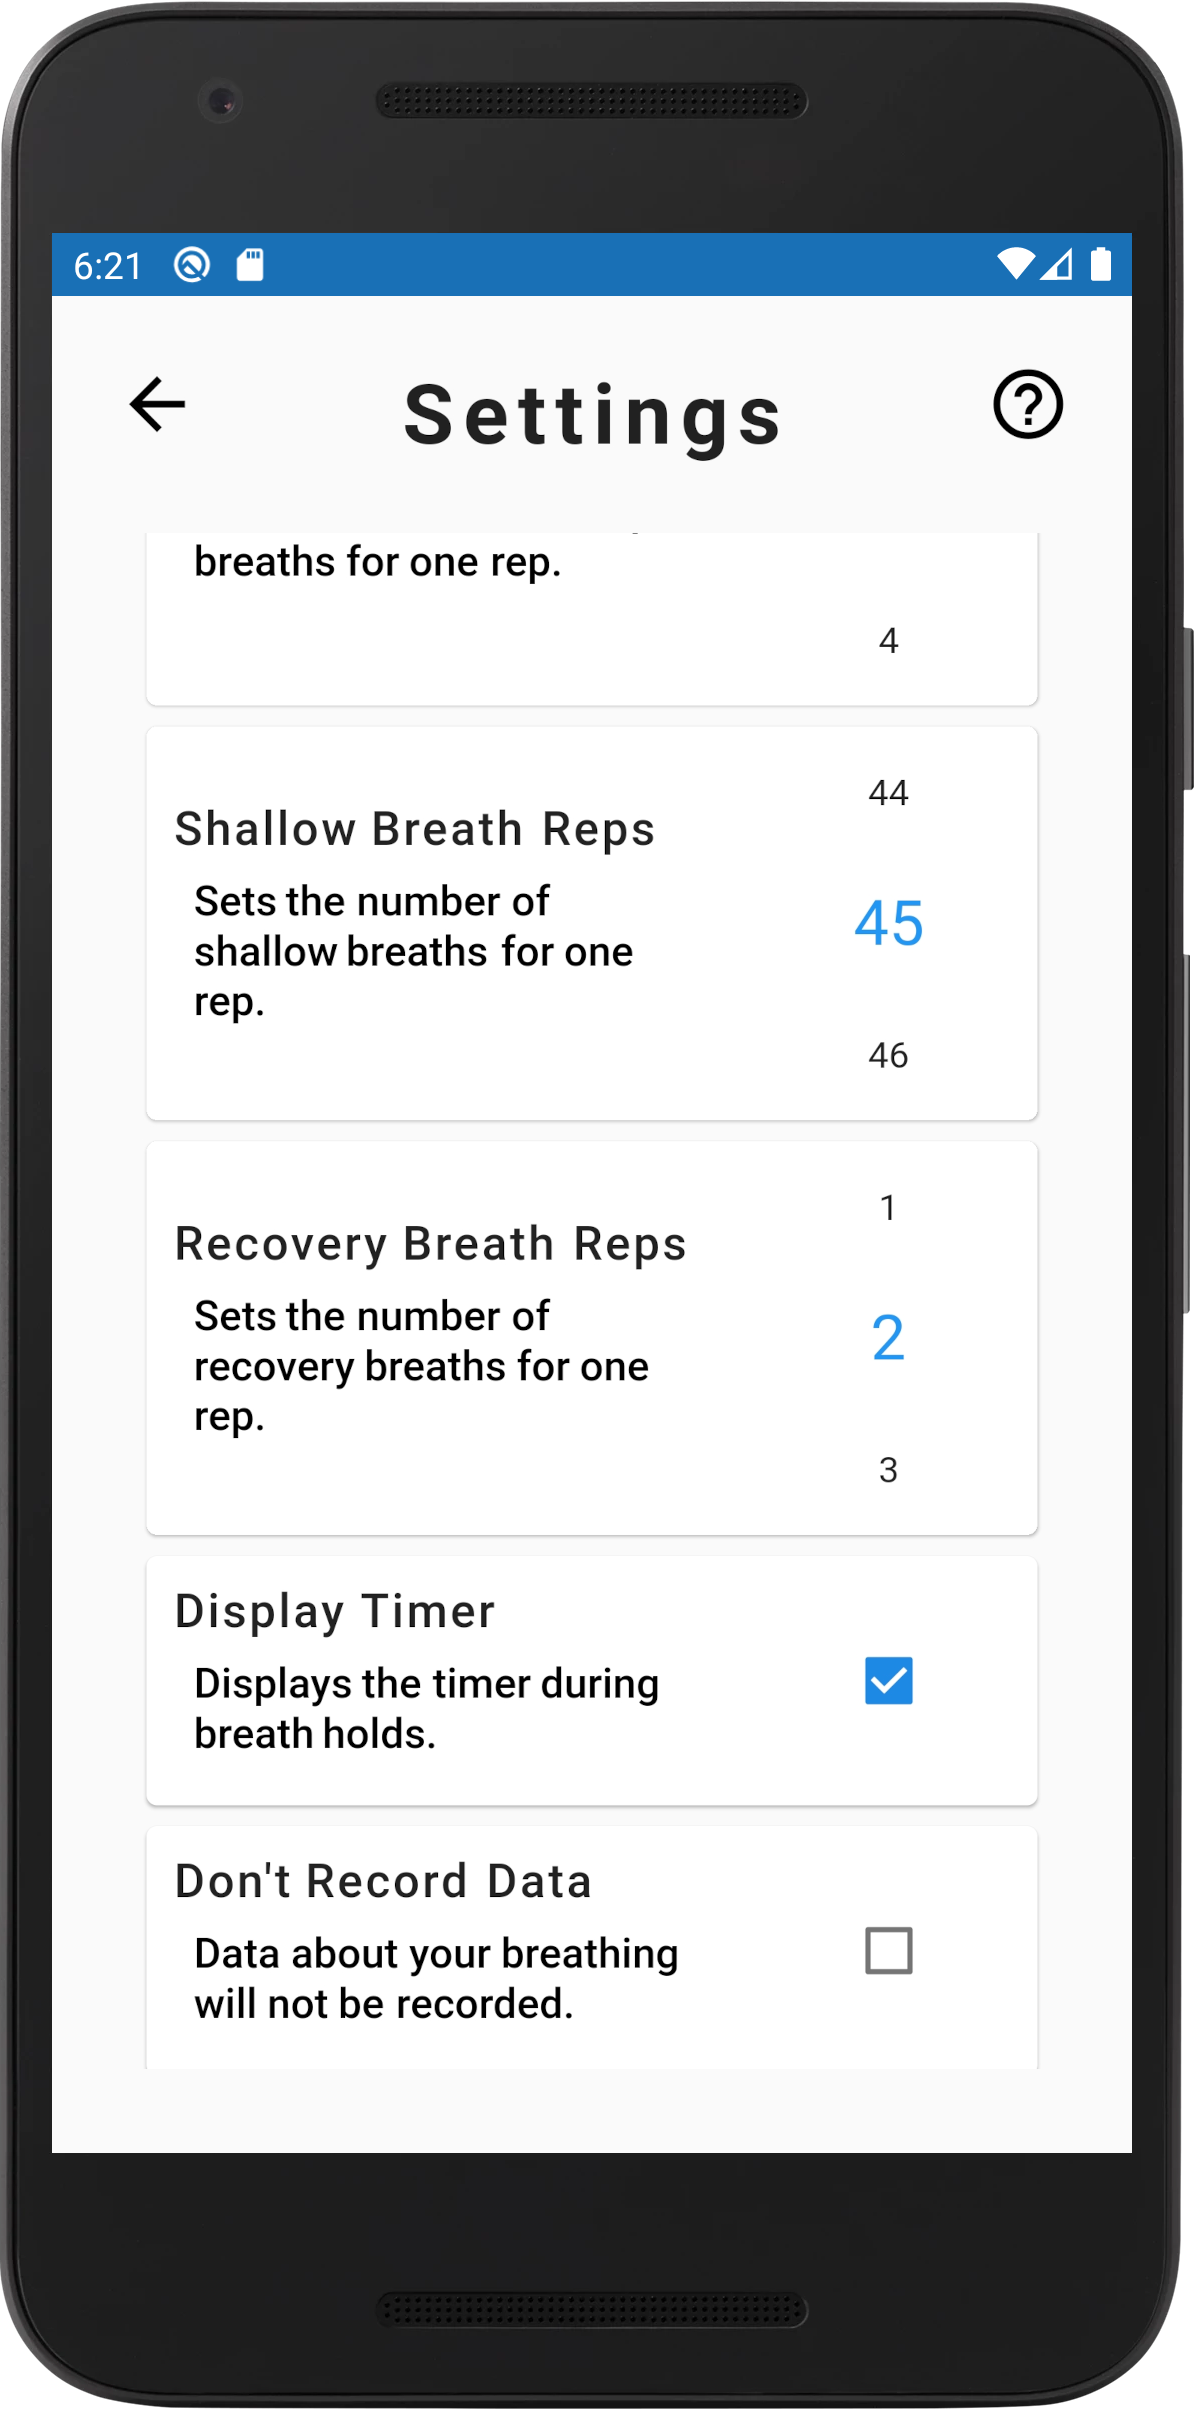 6:21
Settings
breaths for one rep.
4
44
Shallow Breath Reps
Sets the number of
shallow breaths for one
rep.
45
46
1
Recovery Breath Reps
Sets the number of
recovery breaths for one
rep.
2
3
Display Timer
Displays the timer during
breath holds.
Don't Record Data
Data about your breathing
will not be recorded.